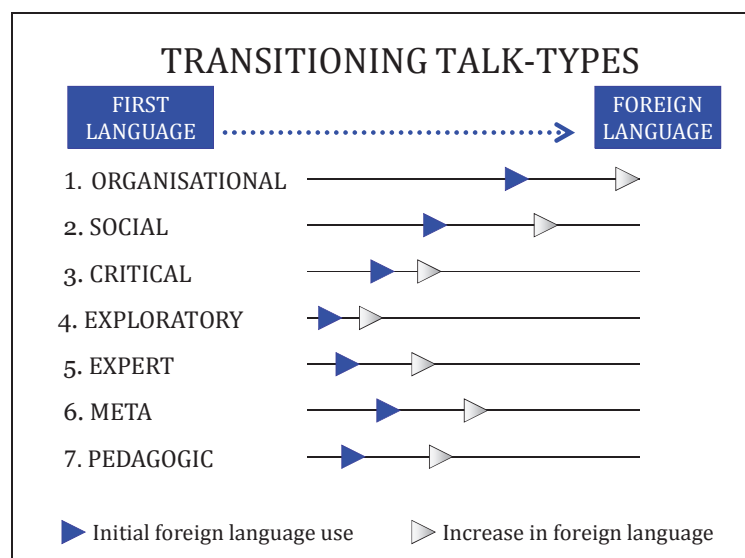 TRANSITIONING TALK-TYPES
FIRST
LANGUAGE
FOREIGN
LANGUAGE
1. ORGANISATIONAL
2. SOCIAL
3. CRITICAL
4. EXPLORATORY
5. EXPERT
6. META
7. PEDAGOGIC
Initial foreign language use
Increase in foreign language